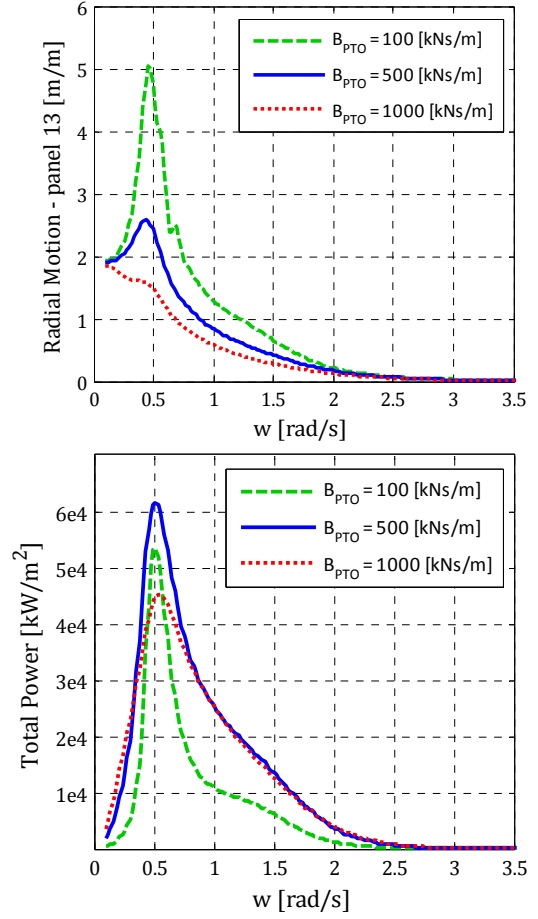 6
5
4
3
2
1
0
Radial Motion - panel 13 [m/m]
B_PTO = 100 [kNs/m]
B_PTO = 500 [kNs/m]
B_PTO = 1000 [kNs/m]
0 0.5 1 1.5 2 2.5 3 3.5
w [rad/s]
6e4
5e4
4e4
3e4
2e4
1e4
Total Power [kW/m²]
B_PTO = 100 [kNs/m]
B_PTO = 500 [kNs/m]
B_PTO = 1000 [kNs/m]
0 0.5 1 1.5 2 2.5 3 3.5
w [rad/s]